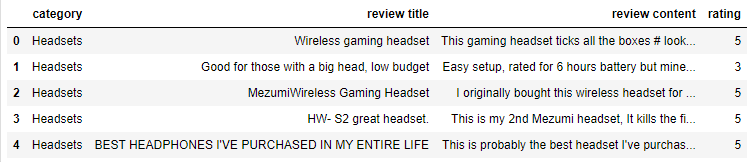 category review title review content rating
0 Headsets Wireless gaming headset This gaming headset ticks all the boxes # look... 5
1 Headsets Good for those with a big head, low budget Easy setup, rated for 6 hours battery but mine... 3
2 Headsets MezumiWireless Gaming Headset I originally bought this wireless headset for ... 5
3 Headsets HW- S2 great headset. This is my 2nd Mezumi headset, It kills the fi... 5
4 Headsets BEST HEADPHONES I'VE PURCHASED IN MY ENTIRE LIFE This is probably the best headset I've purchas... 5